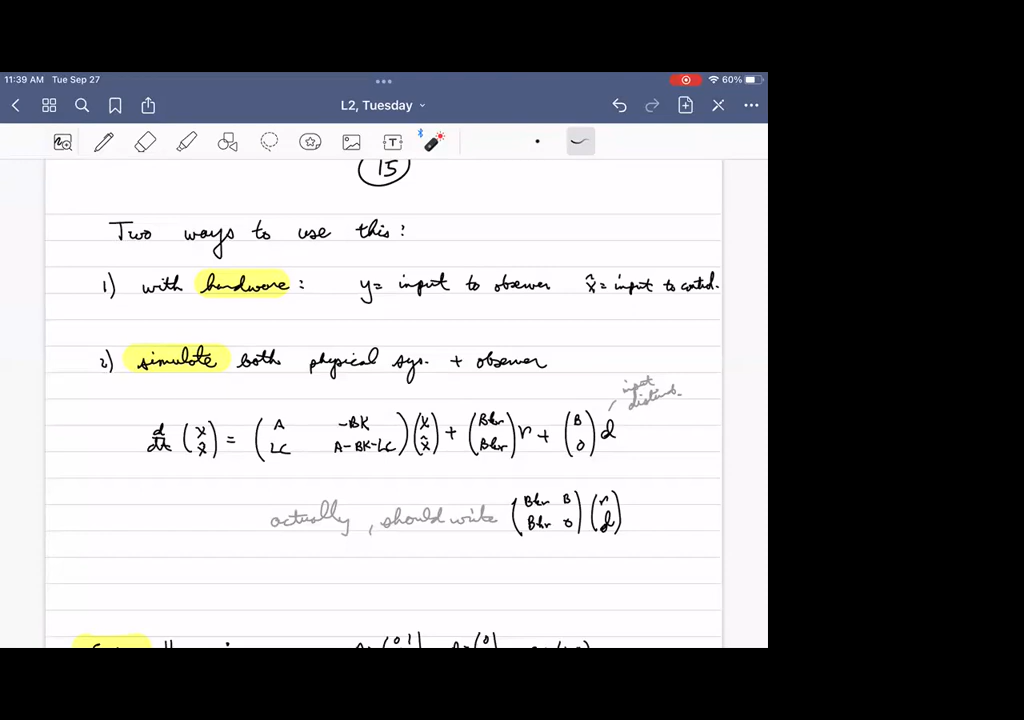 11:39 AM Tue Sep 27
60%
L2, Tuesday
15
Two ways to use this:
1) with hardware: y = input to observer x̂ = input to control.
2) simulate both physical sys. + observer
input disturb.
d/dt (x x̂) = (A -BK LC A-BK-LC)(x x̂) + (Bkr Bkr) r + (B 0) d
actually, should write (Bkr B Bkr 0)(r d)